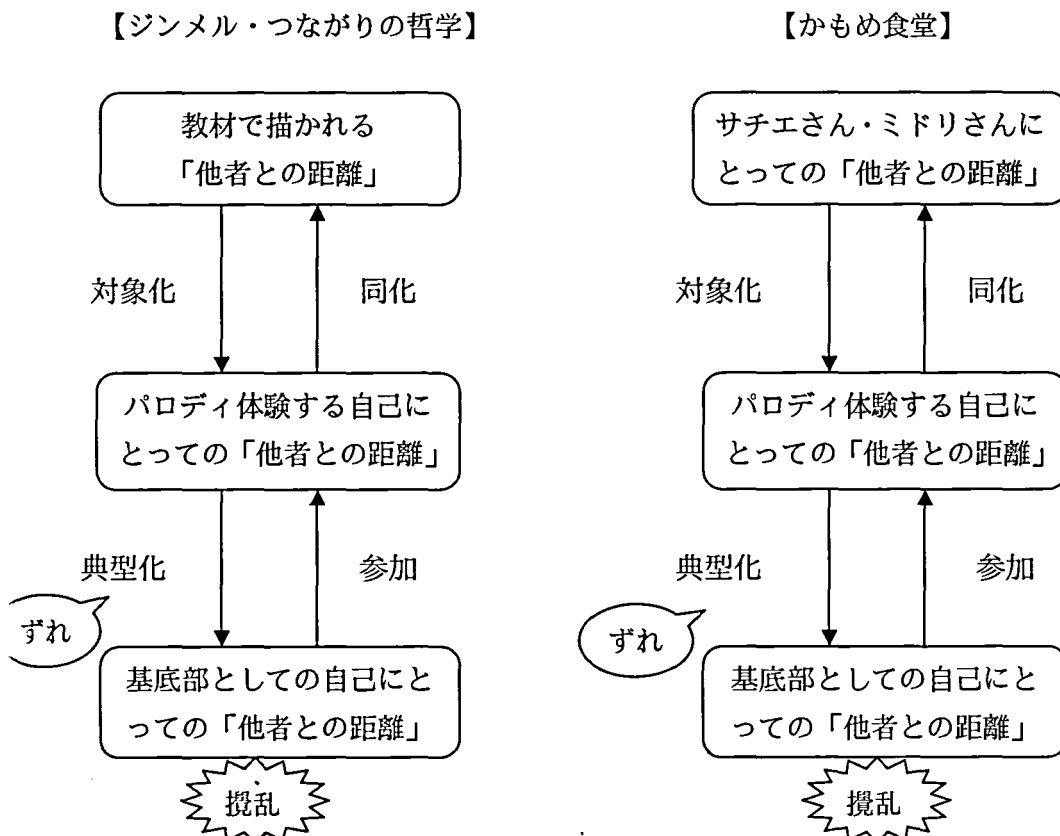 【ジンメル・つながりの哲学】
教材で描かれる
「他者との距離」
対象化
同化
パロディ体験する自己に
とっての「他者との距離」
典型化
参加
ずれ
基底部としての自己にと
っての「他者との距離」
攪乱
【かもめ食堂】
サチエさん・ミドリさんに
とっての「他者との距離」
対象化
同化
パロディ体験する自己に
とっての「他者との距離」
典型化
参加
ずれ
基底部としての自己にと
っての「他者との距離」
攪乱